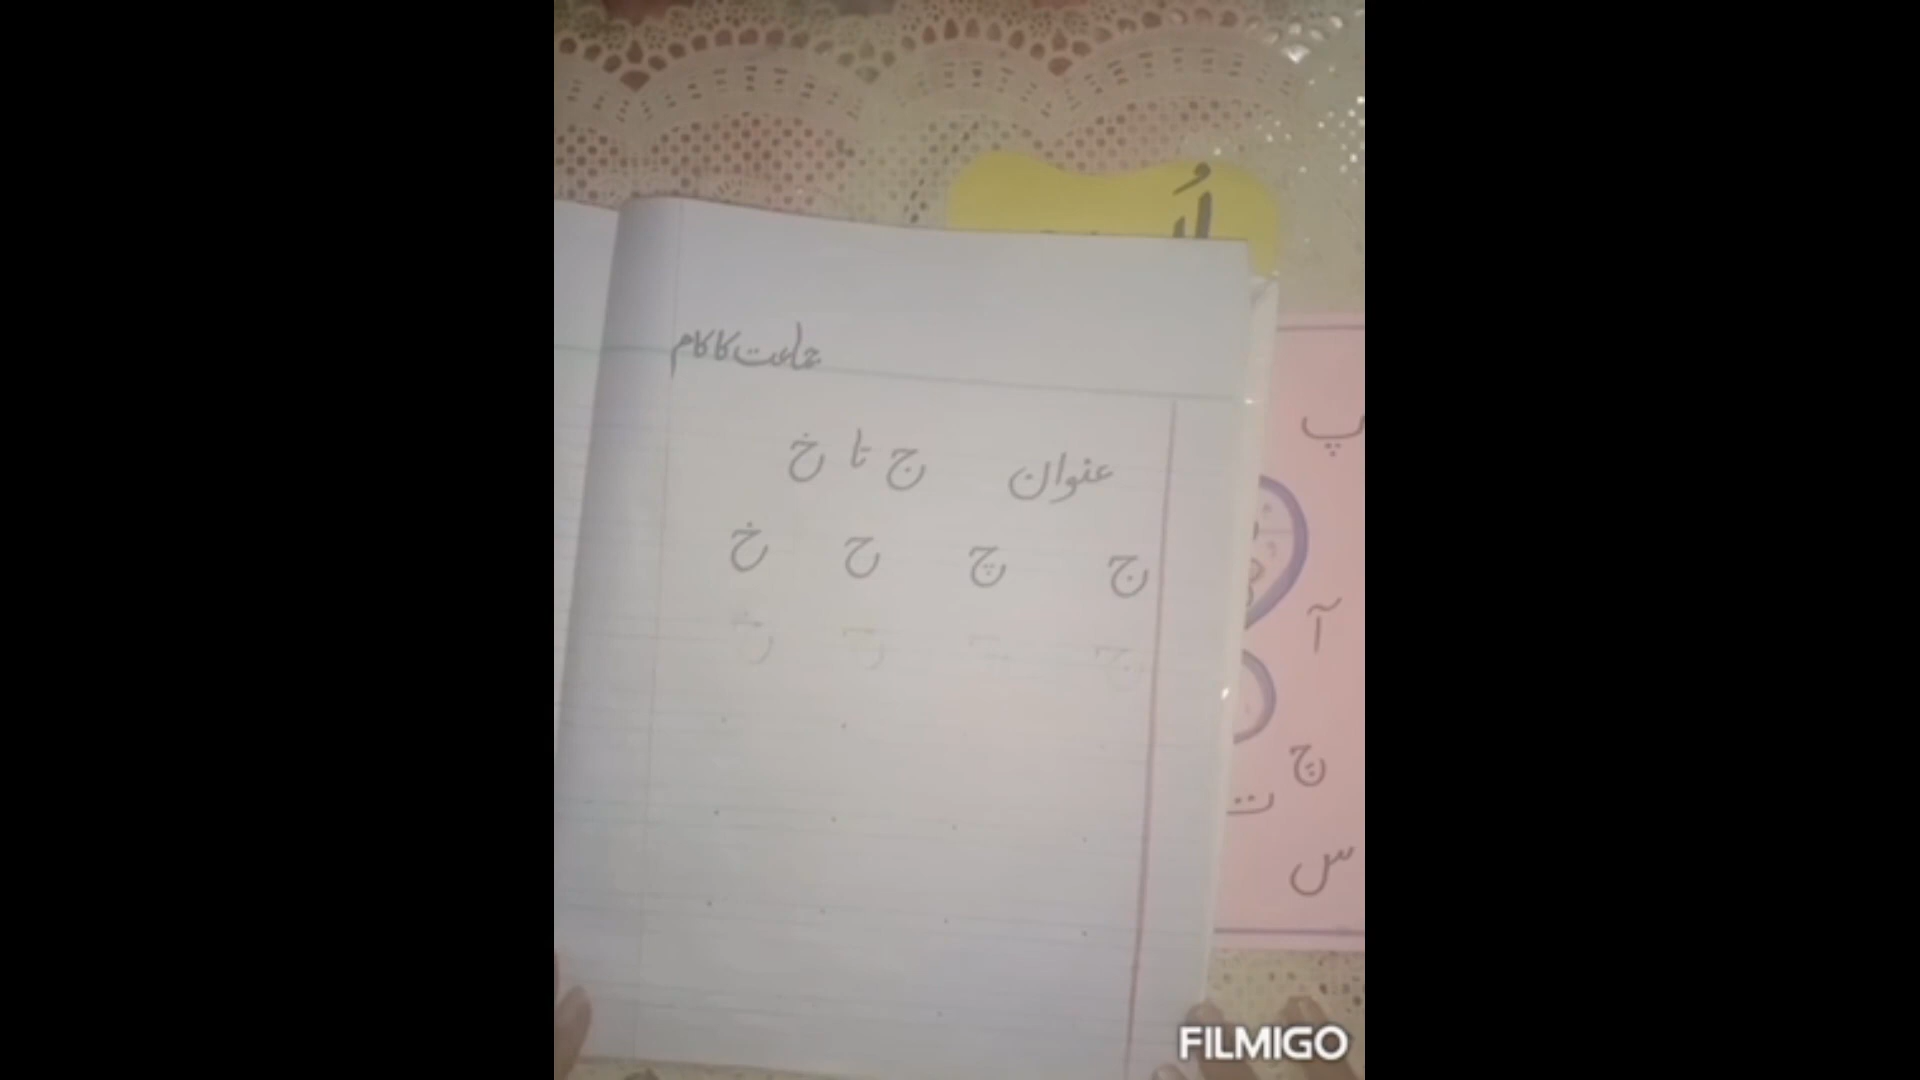 جماعت کا کام
عنوان ج تا خ
ج چ ح خ
پ
آ
چ
ت
س
FILMIGO